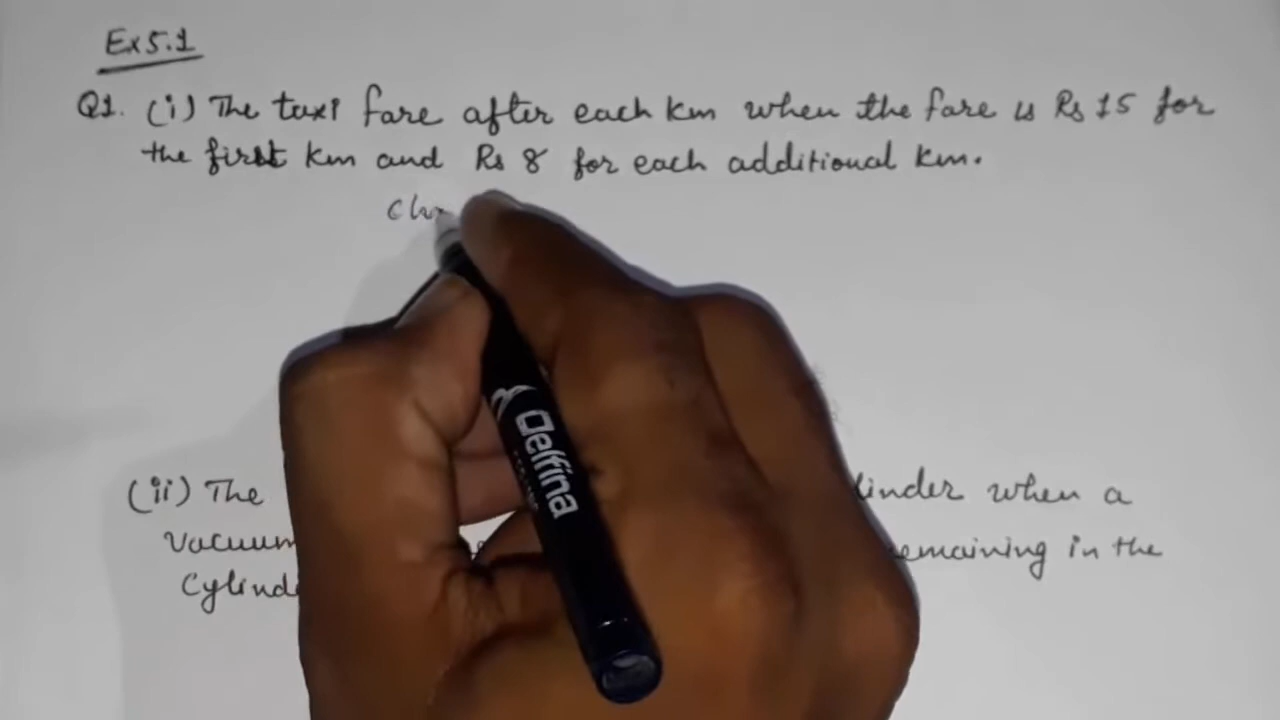 Ex 5.1
Q1. (i) The taxi fare after each km when the fare is Rs 15 for
the first km and Rs 8 for each additional km.
(ii) The linder when a
Vacuum emaining in the
Cylinde
Delfina